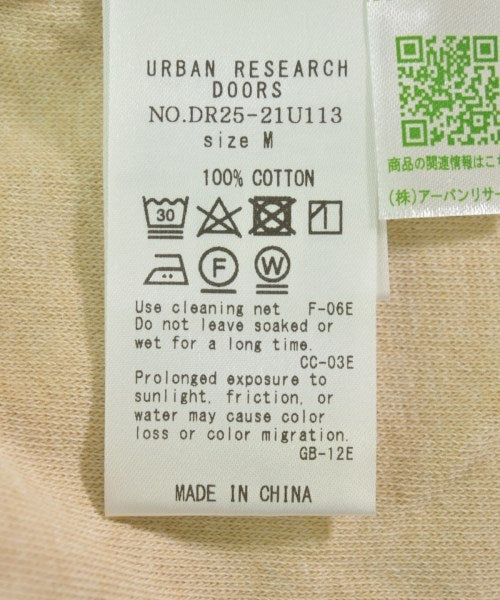 URBAN RESEARCH
DOORS
NO.DR25-21U113
size M
100% COTTON
30
F
W
Use cleaning net F-06E
Do not leave soaked or
wet for a long time.
CC-03E
Prolonged exposure to
sunlight, friction, or
water may cause color
loss or color migration.
GB-12E
MADE IN CHINA
商品の関連情報はこち
(株)アーバンリサー